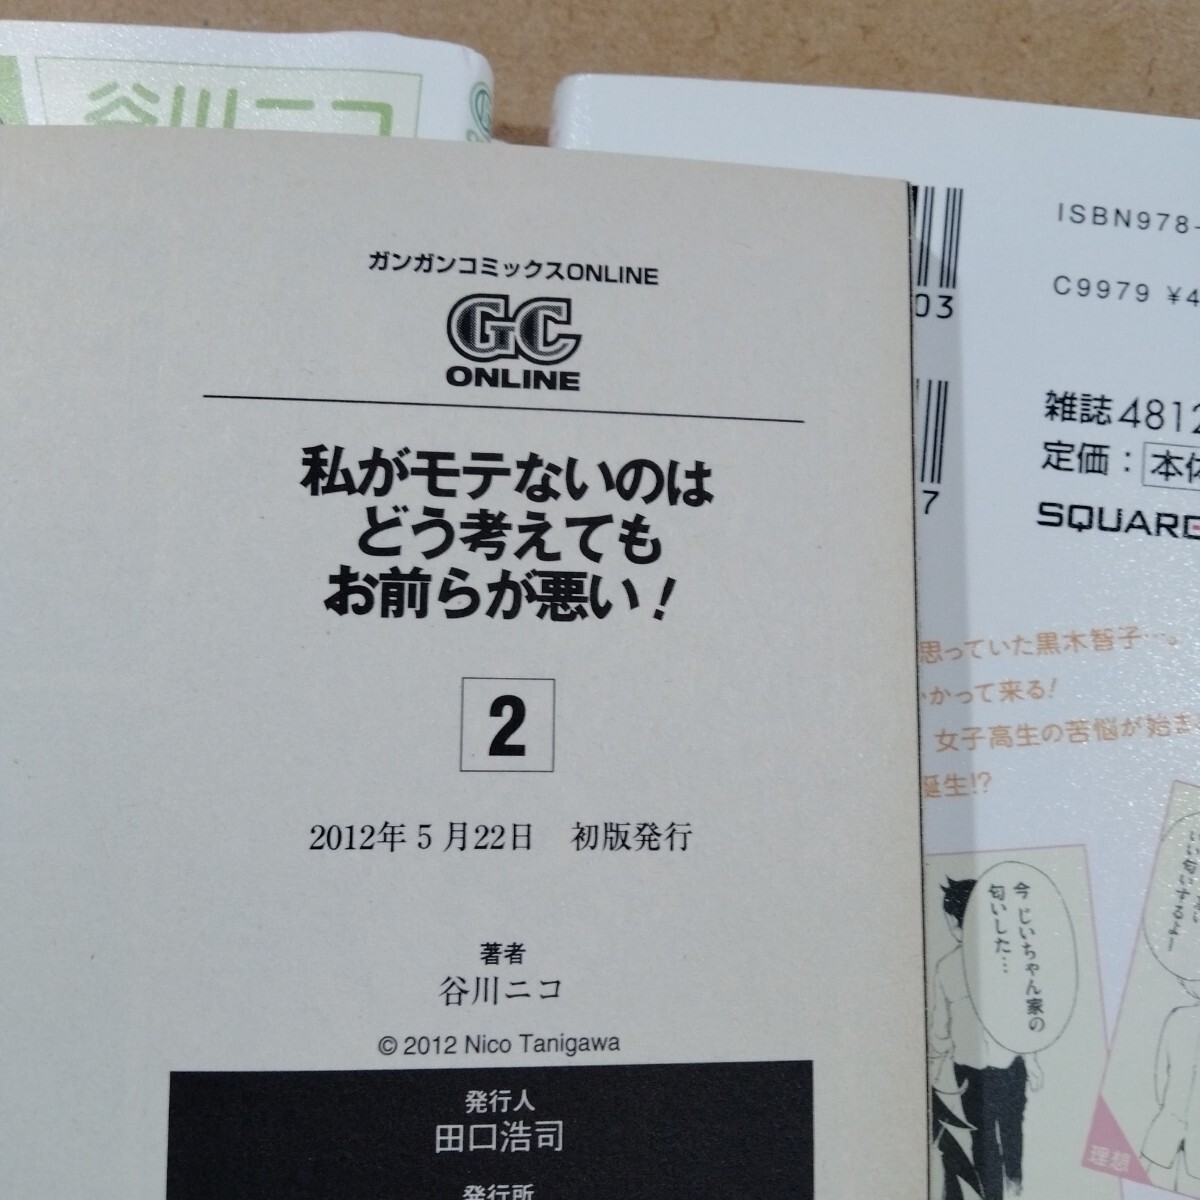 谷川ニコ
ガンガンコミックスONLINE
GC
ONLINE
私がモテないのは
どう考えても
お前らが悪い!
2
2012年5月22日 初版発行
著者
谷川ニコ
© 2012 Nico Tanigawa
発行人
田口浩司
発行所
03
7
ISBN978-
C9979 ¥4
雑誌 4812
定価:本体
SQUARE
思っていた黒木智子…。
かって来る!
女子高生の苦悩が始ま
誕生!?
今じいちゃん家の
匂いした…
いい匂いするよー
理想